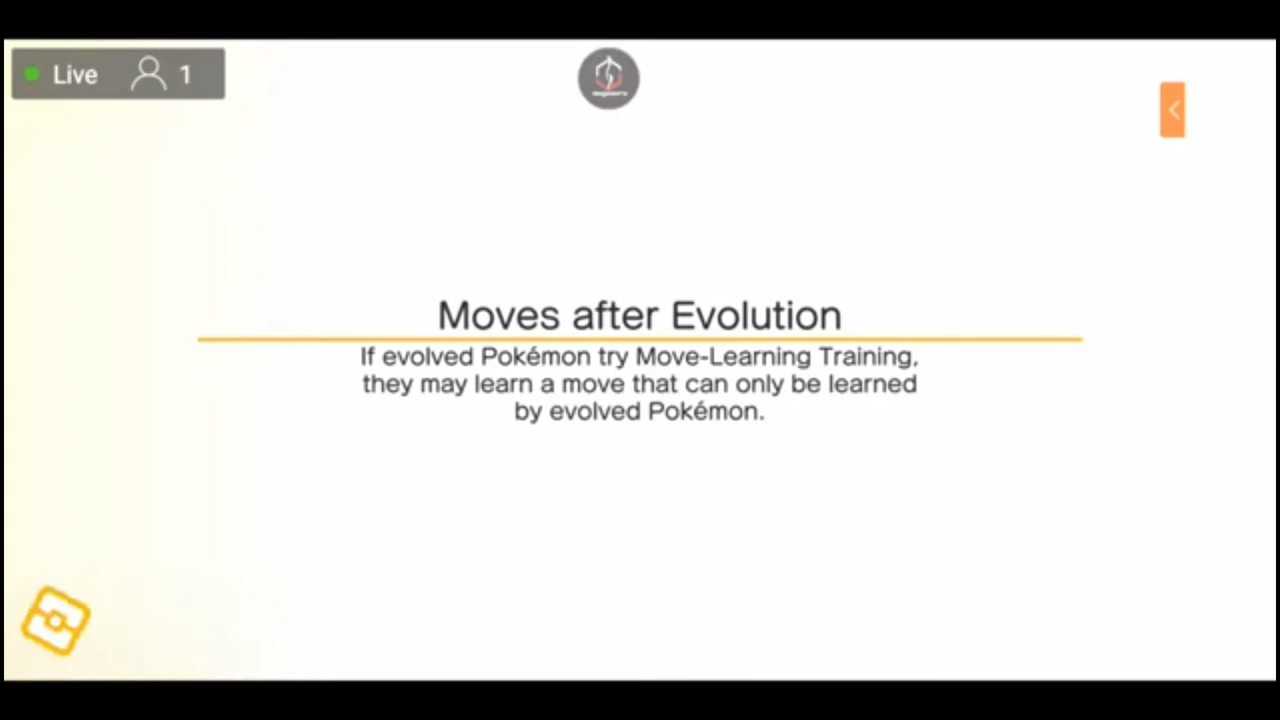 Live 1
Moves after Evolution
If evolved Pokémon try Move-Learning Training,
they may learn a move that can only be learned
by evolved Pokémon.